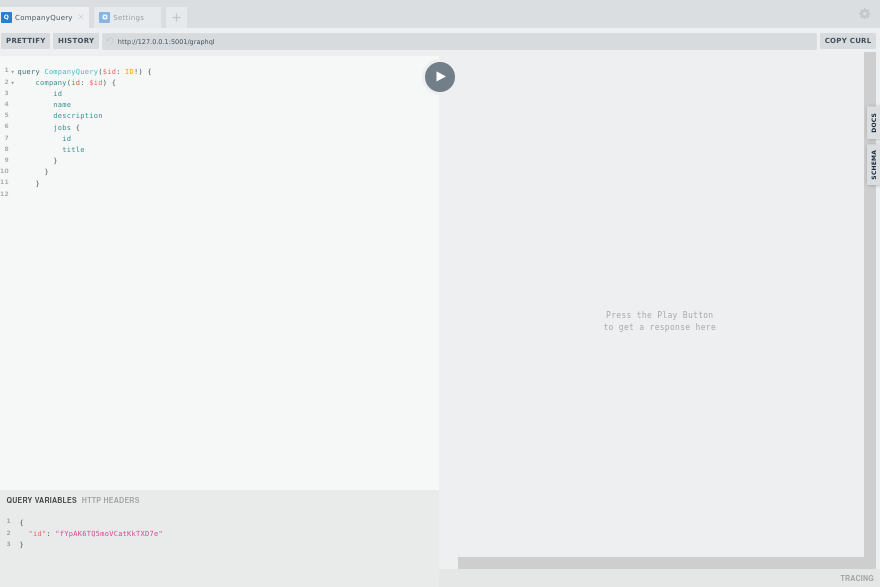 Q CompanyQuery ×
Settings
+
PRETTIFY
HISTORY
http://127.0.0.1:5001/graphql
COPY CURL
1 query CompanyQuery($id: ID!) {
2 company(id: $id) {
3 id
4 name
5 description
6 jobs {
7 id
8 title
9 }
10 }
11 }
12
DOCS
SCHEMA
Press the Play Button
to get a response here
QUERY VARIABLES HTTP HEADERS
1 {
2 "id": "fYpAK6TQ5moVCatKkTXD7e"
3 }
TRACING